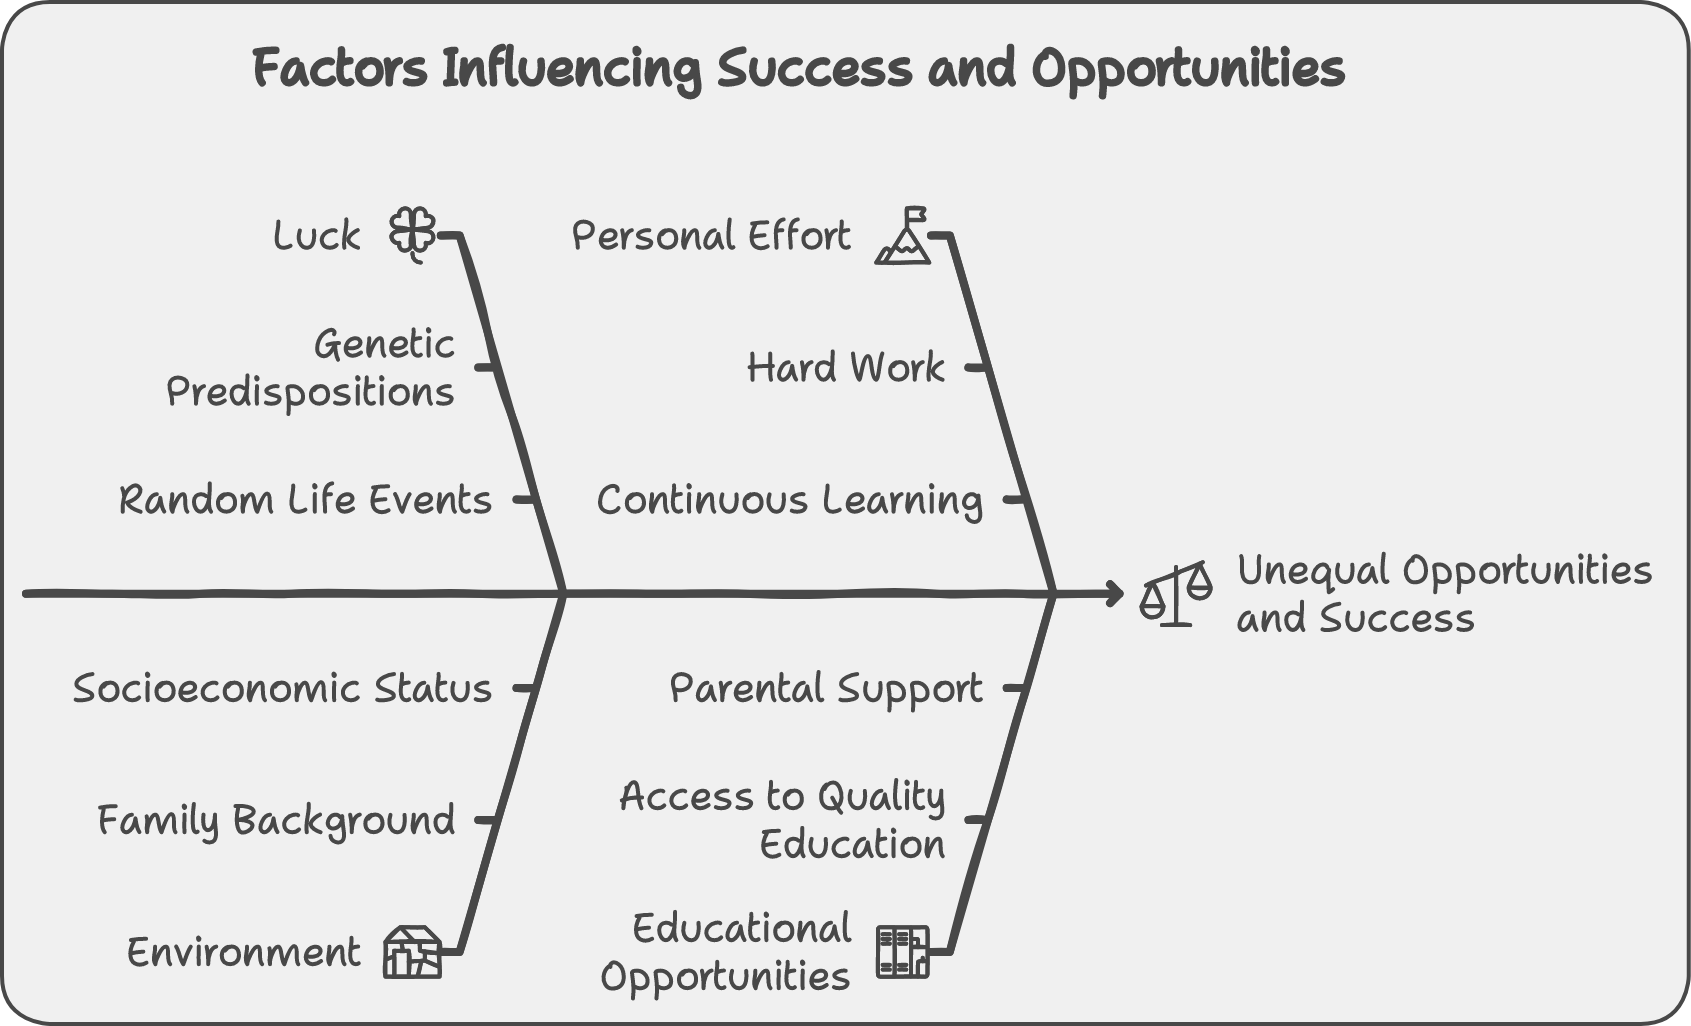 Factors Influencing Success and Opportunities
Luck
Genetic
Predispositions
Random Life Events
Personal Effort
Hard Work
Continuous Learning
Unequal Opportunities
and Success
Socioeconomic Status
Family Background
Environment
Parental Support
Access to Quality
Education
Educational
Opportunities